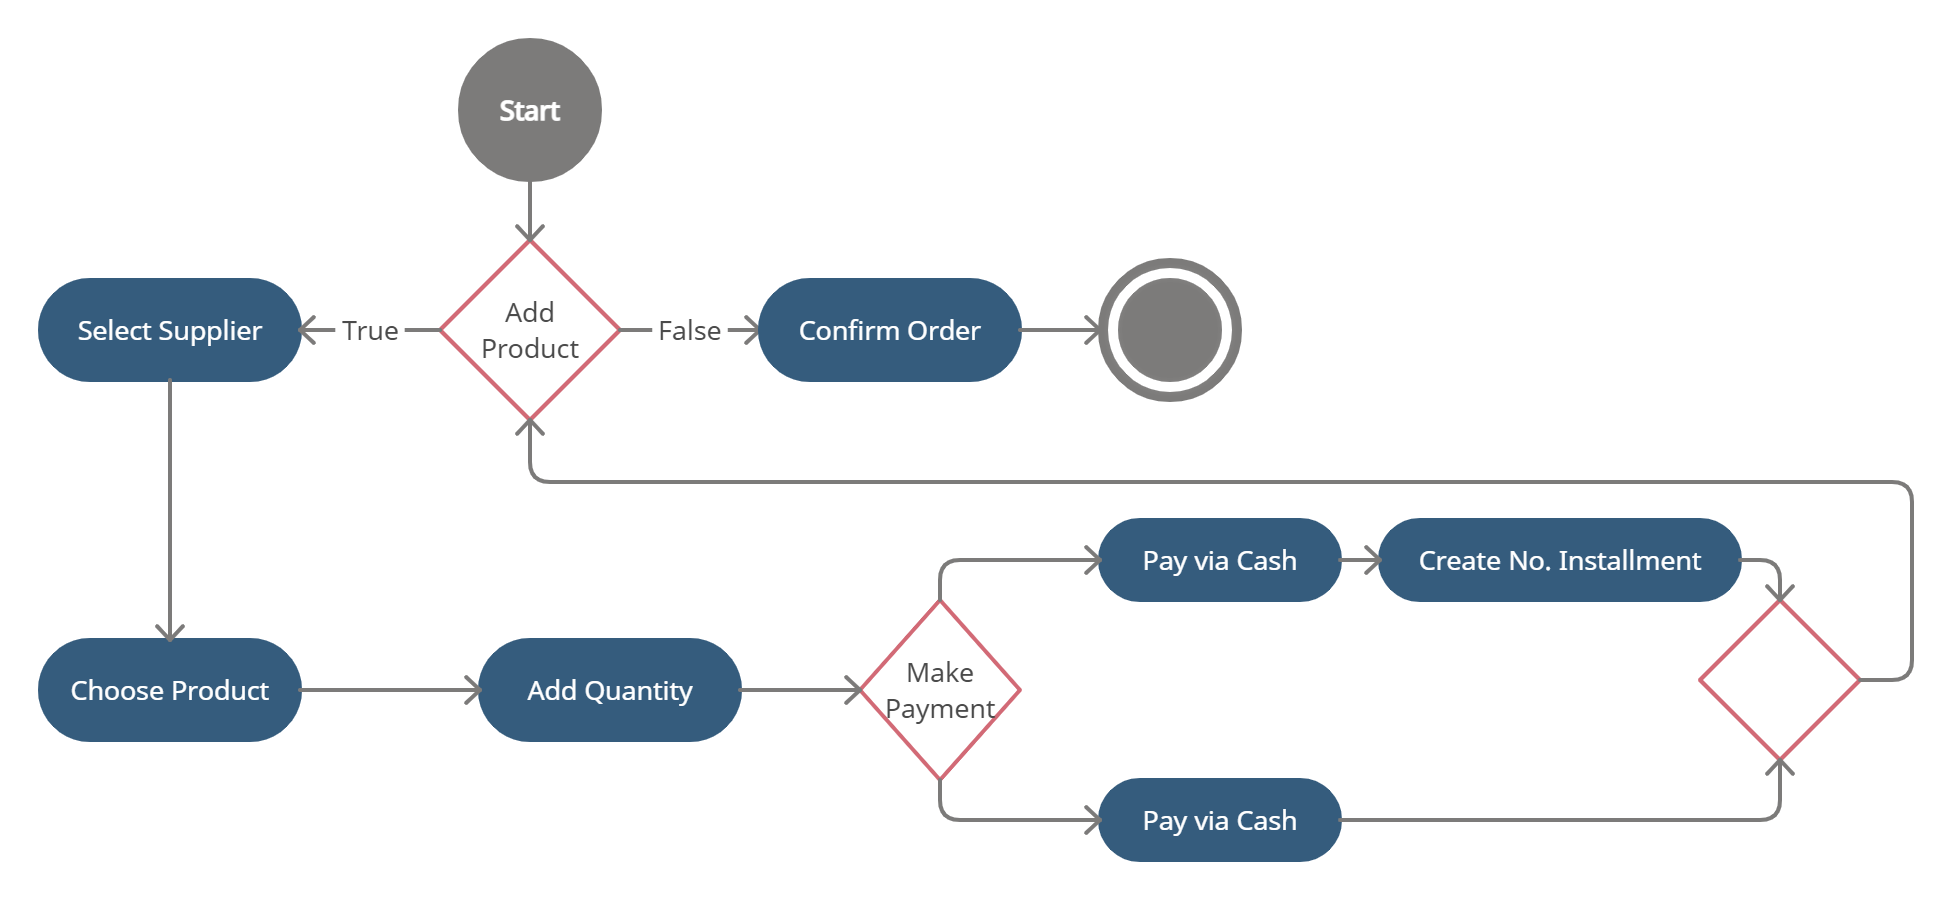 Start
Select Supplier
True
Add
Product
False
Confirm Order
Pay via Cash
Create No. Installment
Choose Product
Add Quantity
Make
Payment
Pay via Cash